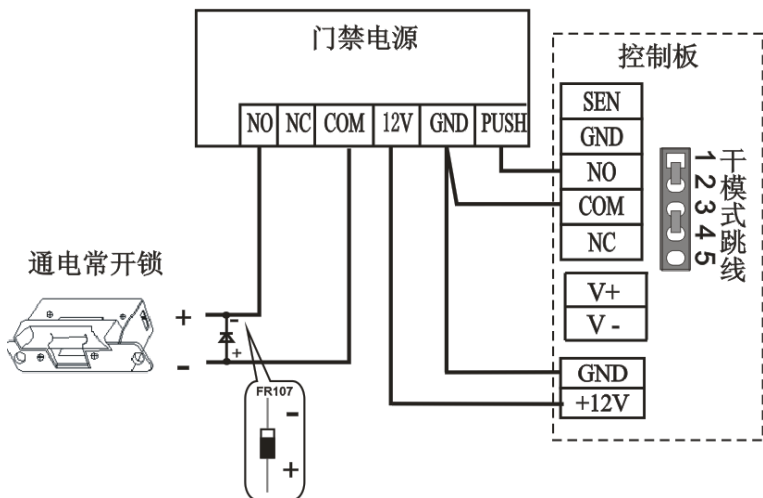 门禁电源
NO NC COM 12V GND PUSH
控制板
SEN
GND
NO
COM
NC
1 2 3 4 5
干模式跳线
V+
V -
GND
+12V
通电常开锁
+
-
-
+
FR107
-
+